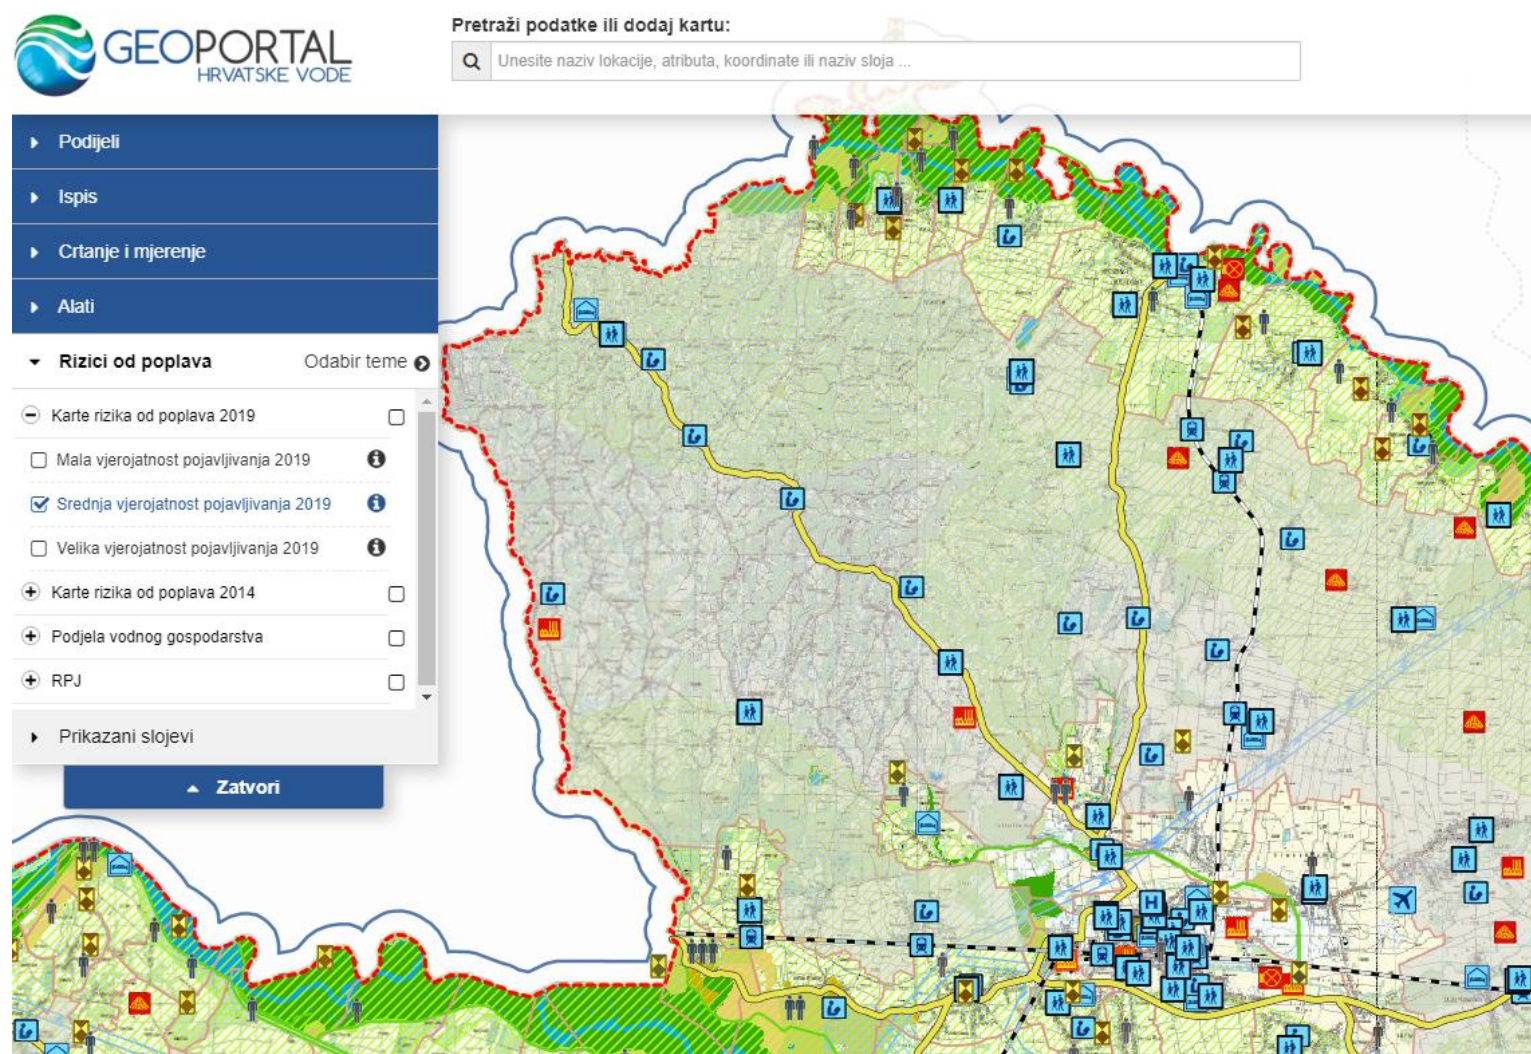 GEOPORTAL
HRVATSKE VODE
Pretraži podatke ili dodaj kartu:
Unesite naziv lokacije, atributa, koordinate ili naziv sloja ...
Podijeli
Ispis
Crtanje i mjerenje
Alati
Rizici od poplava Odabir teme
Karte rizika od poplava 2019
Mala vjerojatnost pojavljivanja 2019
Srednja vjerojatnost pojavljivanja 2019
Velika vjerojatnost pojavljivanja 2019
Karte rizika od poplava 2014
Podjela vodnog gospodarstva
RPJ
Prikazani slojevi
Zatvori
H